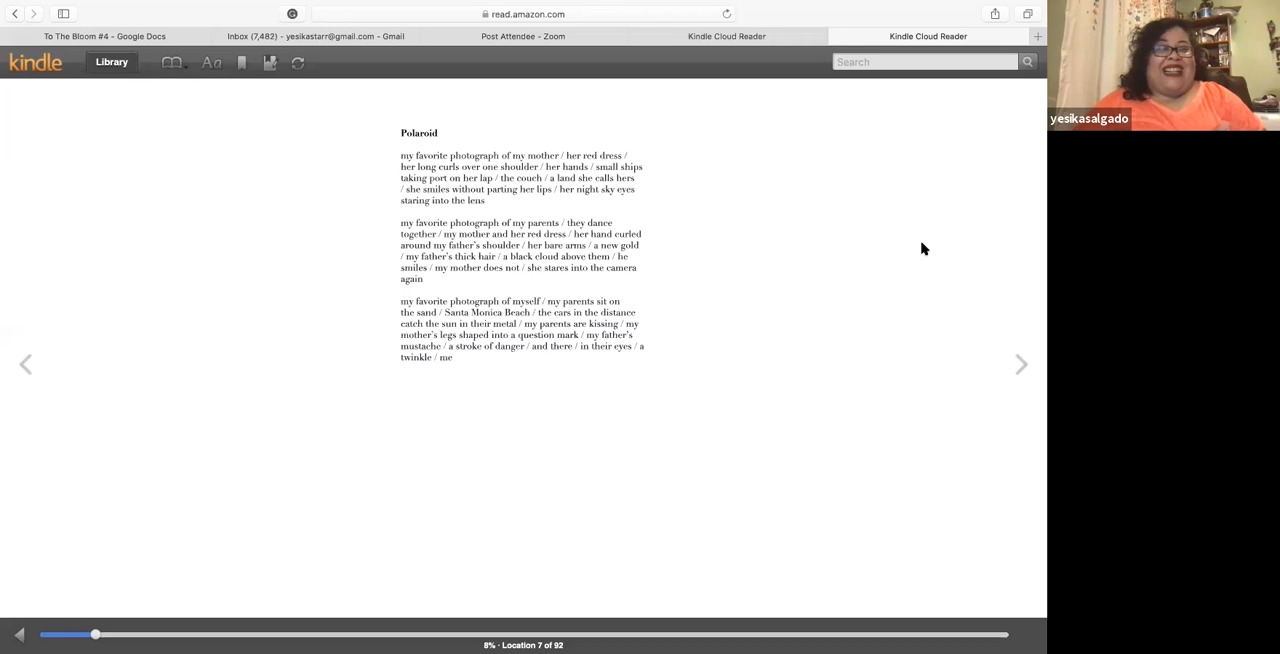 read.amazon.com
To The Bloom #4 - Google Docs
Inbox (7,482) - yesikastarr@gmail.com - Gmail
Post Attendee - Zoom
Kindle Cloud Reader
Kindle Cloud Reader
kindle
Library
Aa
Search
yesikasalgado
Polaroid
my favorite photograph of my mother / her red dress /
her long curls over one shoulder / her hands / small ships
taking port on her lap / the couch / a land she calls hers
/ she smiles without parting her lips / her night sky eyes
staring into the lens
my favorite photograph of my parents / they dance
together / my mother and her red dress / her hand curled
around my father's shoulder / her bare arms / a new gold
/ my father's thick hair / a black cloud above them / he
smiles / my mother does not / she stares into the camera
again
my favorite photograph of myself / my parents sit on
the sand / Santa Monica Beach / the cars in the distance
catch the sun in their metal / my parents are kissing / my
mother's legs shaped into a question mark / my father's
mustache / a stroke of danger / and there / in their eyes / a
twinkle / me
8% · Location 7 of 92